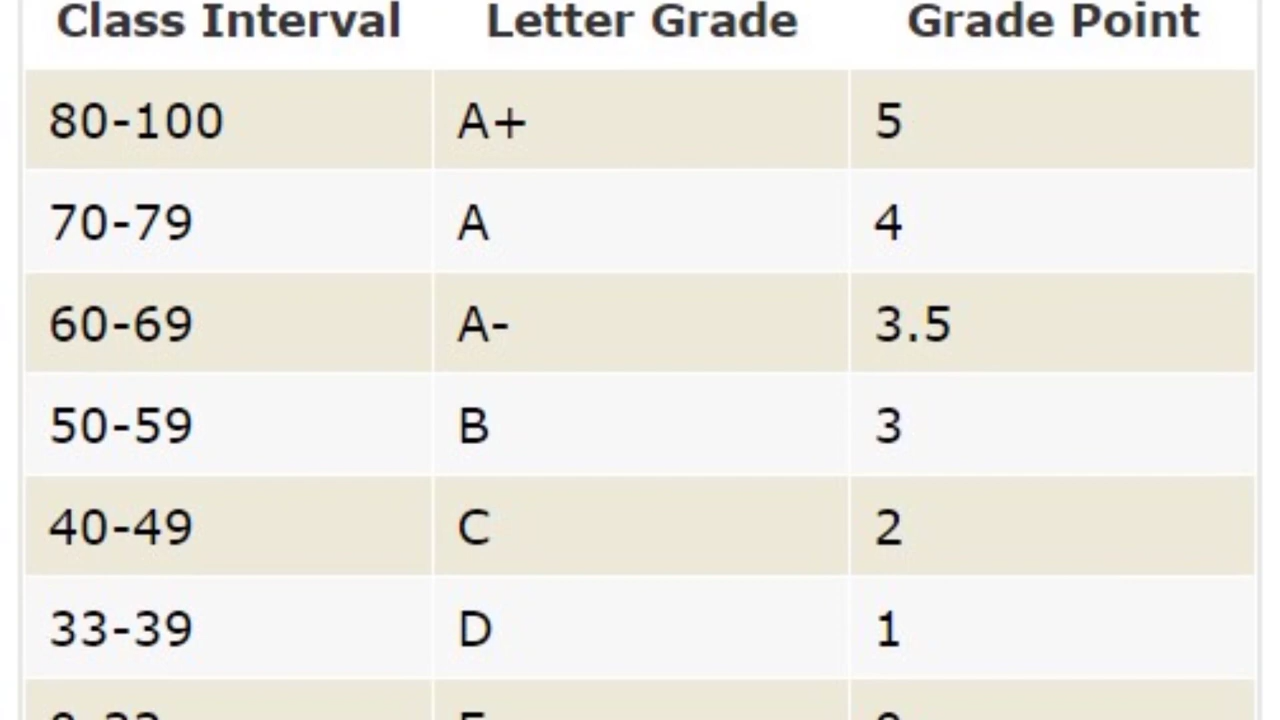 Class Interval Letter Grade Grade Point
80-100 A+ 5
70-79 A 4
60-69 A- 3.5
50-59 B 3
40-49 C 2
33-39 D 1